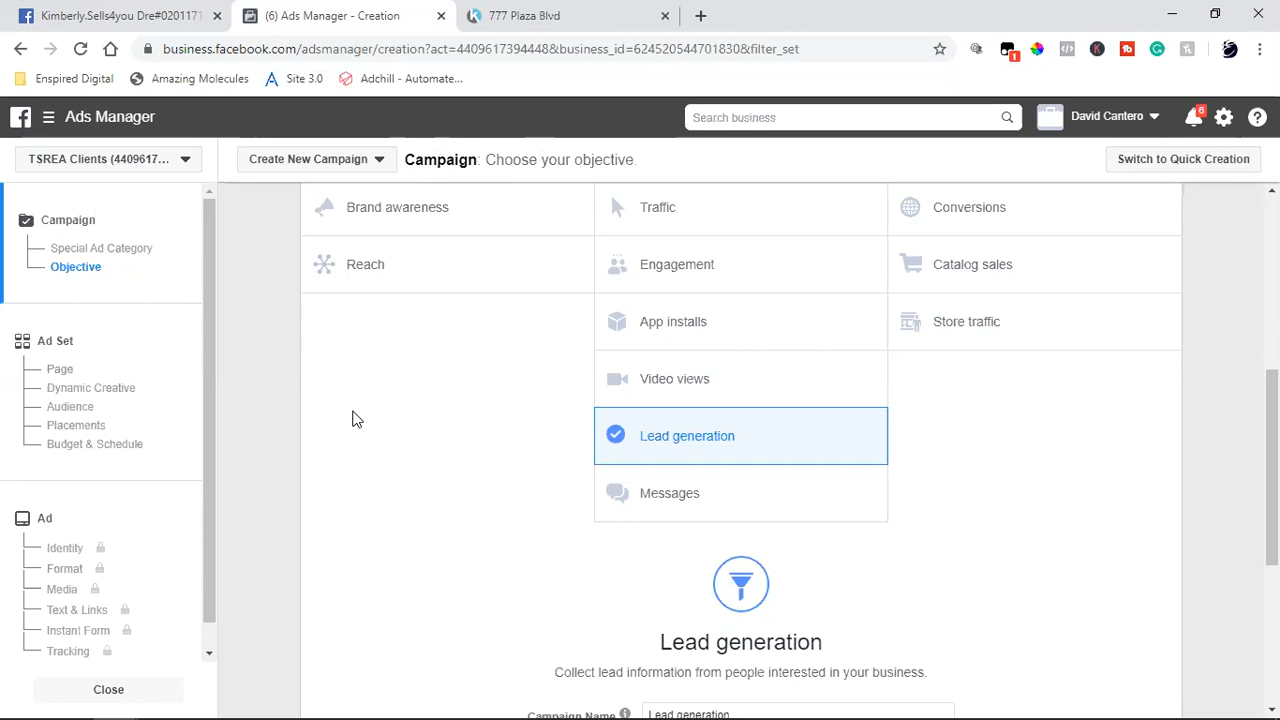 Kimberly.Sells4you Dre#0201171
(6) Ads Manager - Creation
777 Plaza Blvd
business.facebook.com/adsmanager/creation?act=4409617394448&business_id=624520544701830&filter_set
Enspired Digital
Amazing Molecules
Site 3.0
Adchill - Automate...
Ads Manager
Search business
David Cantero
6
TSREA Clients (4409617...
Create New Campaign
Campaign: Choose your objective.
Switch to Quick Creation
Campaign
Special Ad Category
Objective
Ad Set
Page
Dynamic Creative
Audience
Placements
Budget & Schedule
Ad
Identity
Format
Media
Text & Links
Instant Form
Tracking
Close
Brand awareness
Traffic
Conversions
Reach
Engagement
Catalog sales
App installs
Store traffic
Video views
Lead generation
Messages
Lead generation
Collect lead information from people interested in your business.
Campaign Name
Lead generation